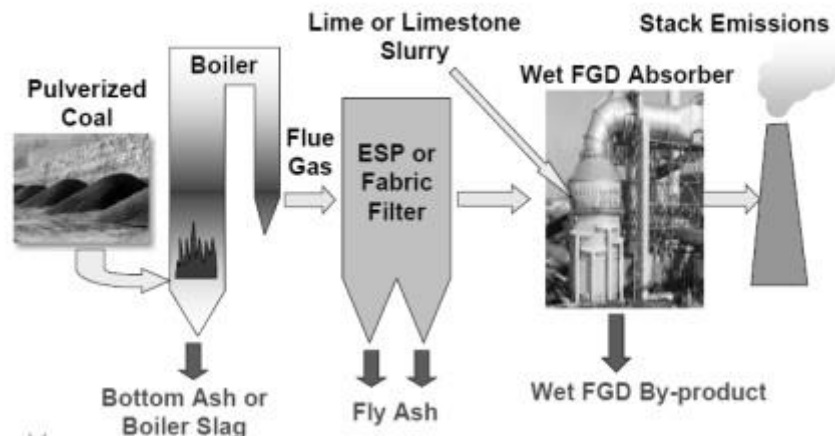 Stack Emissions
Lime or Limestone
Slurry
Wet FGD Absorber
Boiler
Pulverized
Coal
Flue
Gas
ESP or
Fabric
Filter
Bottom Ash or
Boiler Slag
Fly Ash
Wet FGD By-product